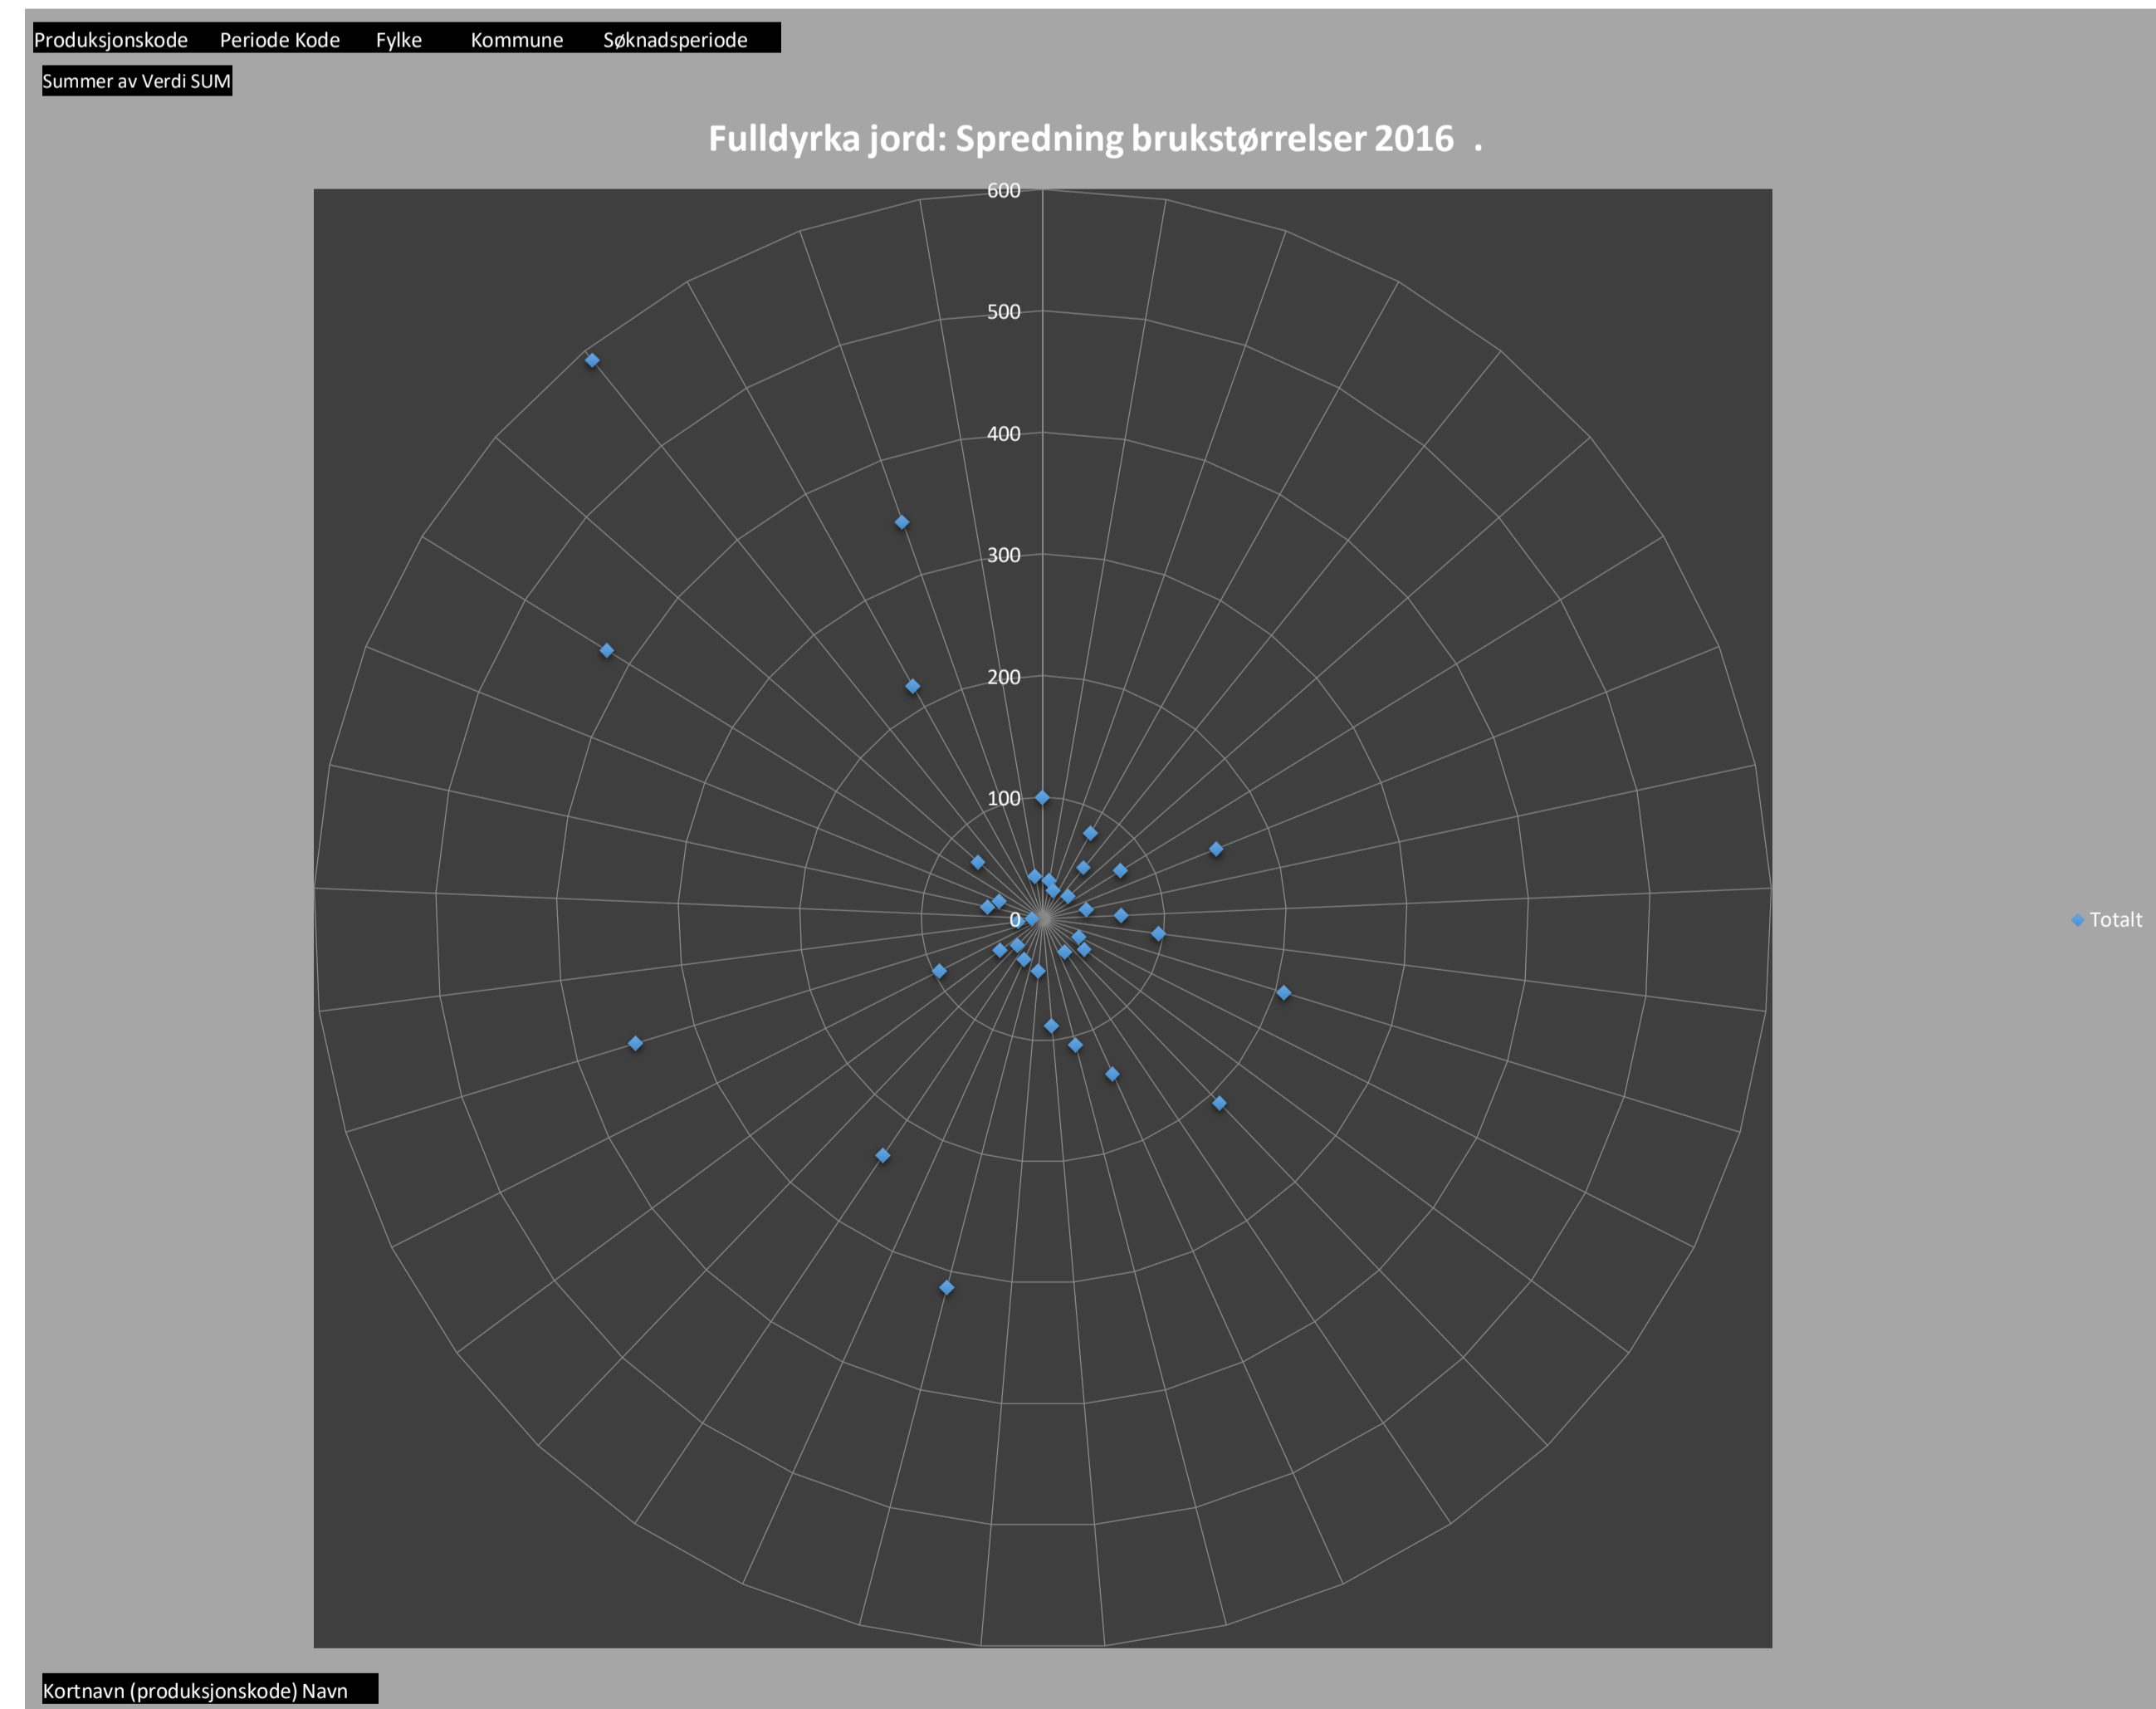 Produksjonskode Periode Kode Fylke Kommune Søknadsperiode
Summer av Verdi SUM
Fulldyrka jord: Spredning brukstørrelser 2016 .
600
500
400
300
200
100
0
Totalt
Kortnavn (produksjonskode) Navn